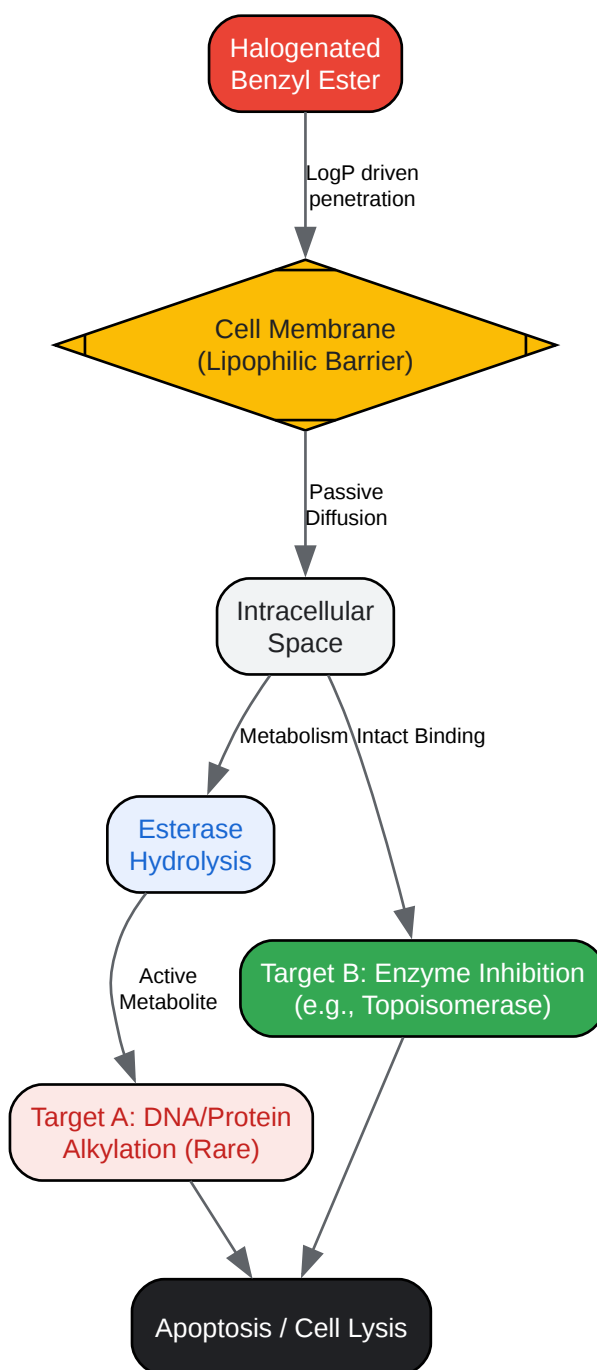 Halogenated
Benzyl Ester
LogP driven
penetration
Cell Membrane
(Lipophilic Barrier)
Passive
Diffusion
Intracellular
Space
Metabolism
Intact Binding
Esterase
Hydrolysis
Active
Metabolite
Target B: Enzyme Inhibition
(e.g., Topoisomerase)
Target A: DNA/Protein
Alkylation (Rare)
Apoptosis / Cell Lysis